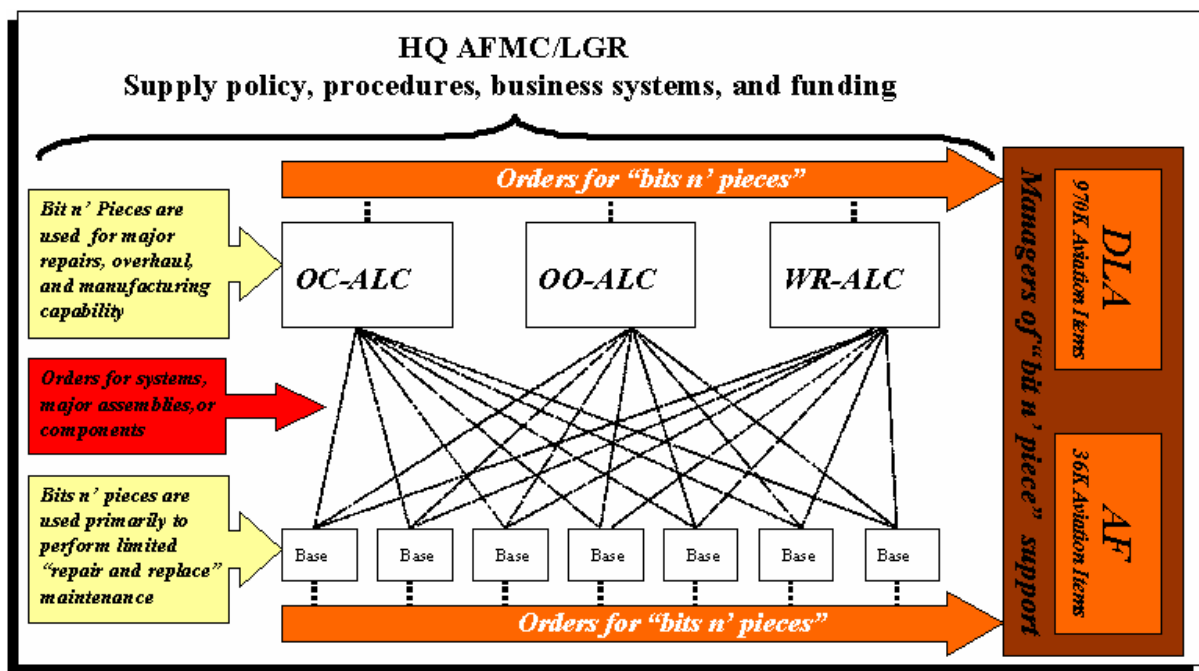 HQ AFMC/LGR
Supply policy, procedures, business systems, and funding
Orders for “bits n’ pieces”
Bit n’ Pieces are
used for major
repairs, overhaul,
and manufacturing
capability
OC-ALC
OO-ALC
WR-ALC
Orders for systems,
major assemblies,or
components
Bits n’ pieces are
used primarily to
perform limited
“repair and replace”
maintenance
Base
Base
Base
Base
Base
Base
Base
Orders for “bits n’ pieces”
Managers of“bit n’ piece” support
DLA
970K Aviation Items
AF
36K Aviation Items